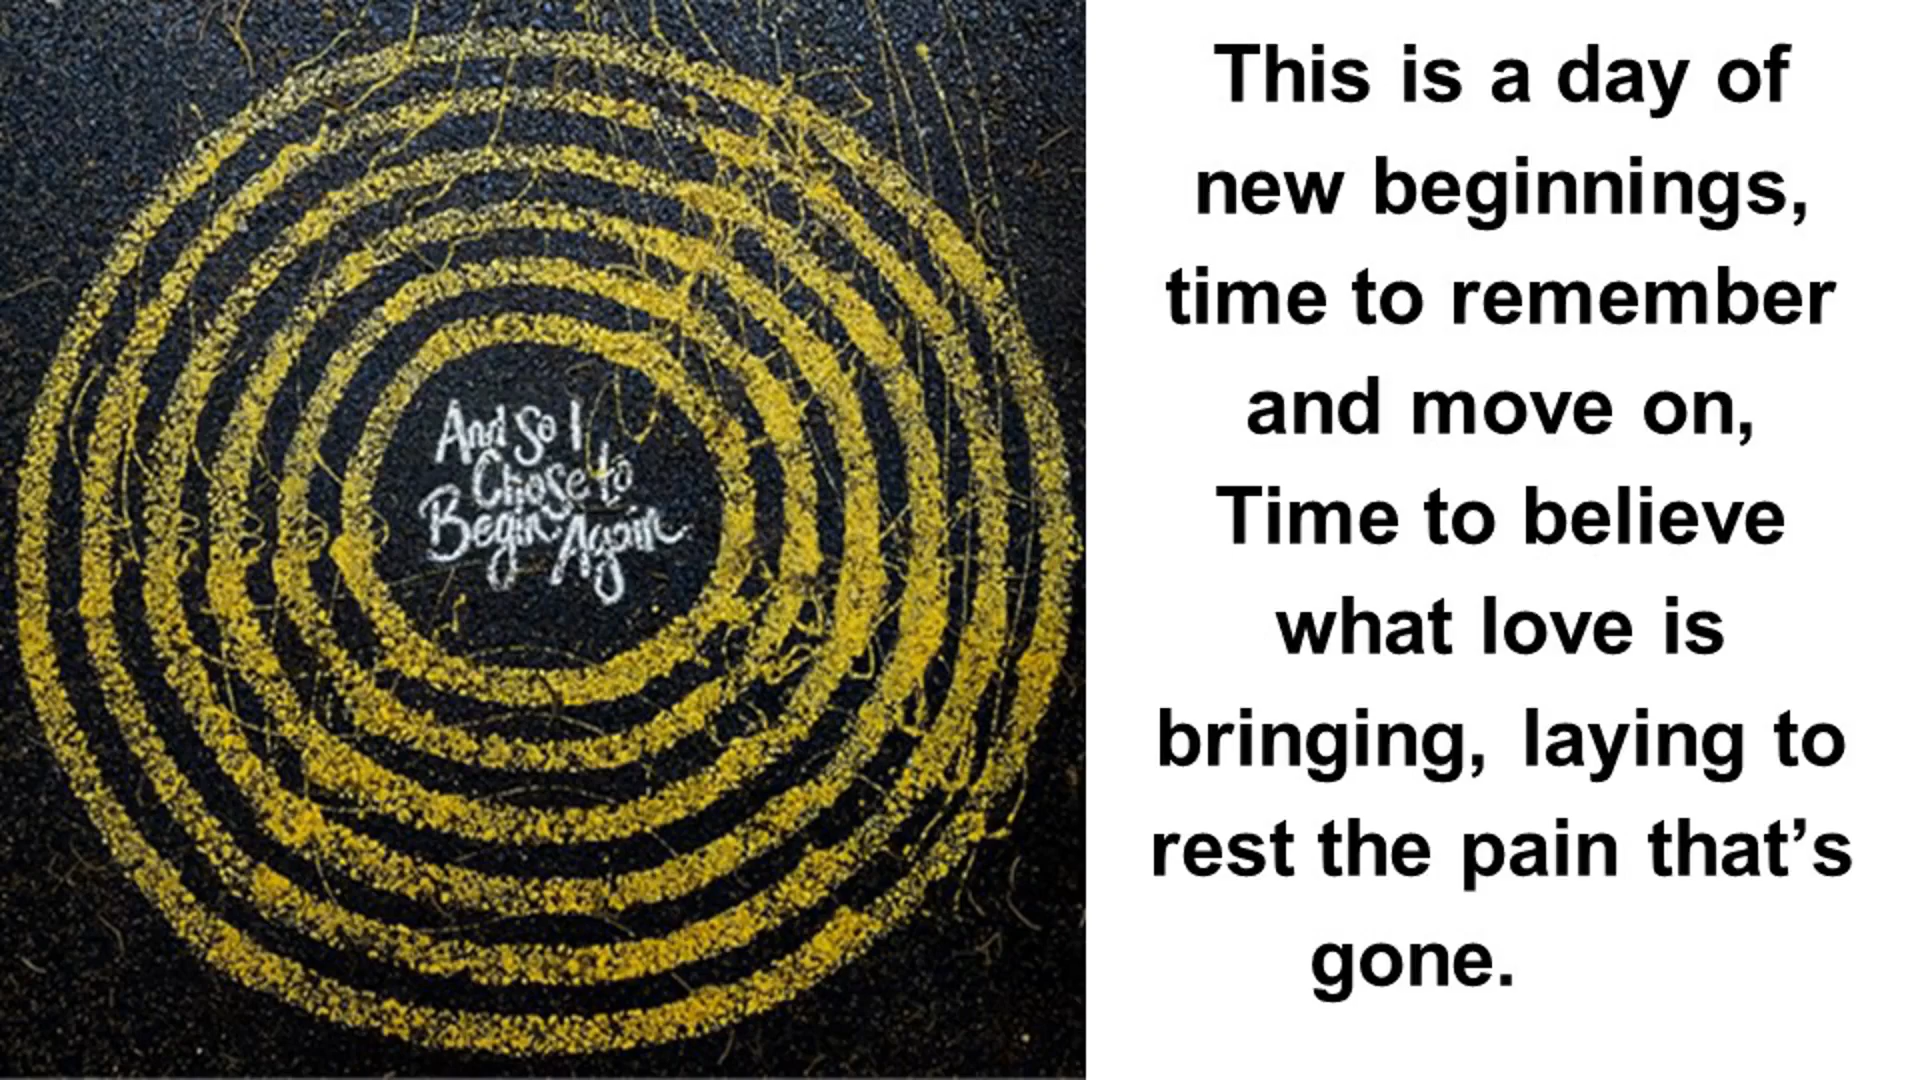 And So I
Chose to
Begin Again
This is a day of
new beginnings,
time to remember
and move on,
Time to believe
what love is
bringing, laying to
rest the pain that’s
gone.